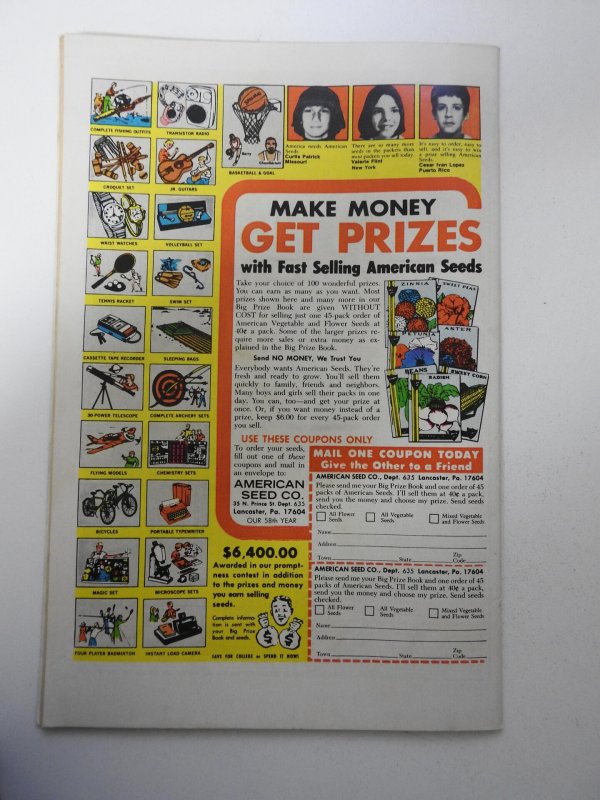 COMPLETE FISHING OUTFITS
TRANSISTOR RADIO
CROQUET SET
JR. GUITARS
WRIST WATCHES
VOLLEYBALL SET
TENNIS RACKET
SWIM SET
CASSETTE TAPE RECORDER
SLEEPING BAGS
30-POWER TELESCOPE
COMPLETE ARCHERY SETS
FLYING MODELS
CHEMISTRY SETS
BICYCLES
PORTABLE TYPEWRITER
MAGIC SET
MICROSCOPE SETS
FOUR PLAYER BADMINTON
INSTANT LOAD CAMERA
BASKETBALL & GOAL
America needs American
Seeds
Curtis Patrick
Missouri
There are so many more
seeds in the packets than
most packets you sell today.
Valerie Flint
New York
It's easy to order, easy to
sell, and it's easy to win
a prize selling American
Seeds.
Cesar Ivan Lopez
Puerto Rico
MAKE MONEY
GET PRIZES
with Fast Selling American Seeds
Take your choice of 100 wonderful prizes.
You can earn as many as you want. Most
prizes shown here and many more in our
Big Prize Book are given WITHOUT
COST for selling just one 45-pack order of
American Vegetable and Flower Seeds at
40¢ a pack. Some of the larger prizes re-
quire more sales or extra money as ex-
plained in the Big Prize Book.
Send NO MONEY, We Trust You
Everybody wants American Seeds. They're
fresh and ready to grow. You'll sell them
quickly to family, friends and neighbors.
Many boys and girls sell their packs in one
day. You can, too—and get your prize at
once. Or, if you want money instead of a
prize, keep $6.00 for every 45-pack order
you sell.
ZINNIA
SWEET PEAS
PETUNIA
ASTER
BEANS
RADISH
SWEET CORN
USE THESE COUPONS ONLY
To order your seeds,
fill out one of these
coupons and mail in
an envelope to:
AMERICAN
SEED CO.
35 N. Prince St. Dept. 635
Lancaster, Pa. 17604
OUR 58th YEAR
$6,400.00
Awarded in our prompt-
ness contest in addition
to the prizes and money
you earn selling
seeds.
Complete informa-
tion is sent with
your Big Prize
Book and seeds.
SAVE FOR COLLEGE or SPEND IT NOW!
MAIL ONE COUPON TODAY
Give the Other to a Friend
AMERICAN SEED CO., Dept. 635 Lancaster, Pa. 17604
Please send me your Big Prize Book and one order of 45
packs of American Seeds. I'll sell them at 40¢ a pack,
send you the money and choose my prize. Send seeds
checked.
All Flower
Seeds
All Vegetable
Seeds
Mixed Vegetable
and Flower Seeds
Name
Address
Town State Zip Code
AMERICAN SEED CO., Dept. 635 Lancaster, Pa. 17604
Please send me your Big Prize Book and one order of 45
packs of American Seeds. I'll sell them at 40¢ a pack,
send you the money and choose my prize. Send seeds
checked.
All Flower
Seeds
All Vegetable
Seeds
Mixed Vegetable
and Flower Seeds
Name
Address
Town State Zip Code